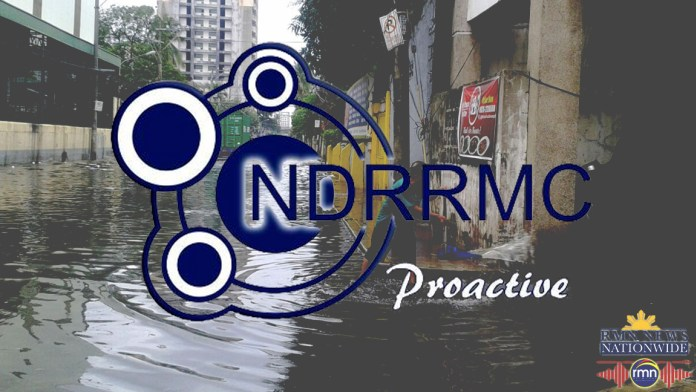 NDRRMC
Proactive
RMN NEWS
NATIONWIDE
rmn